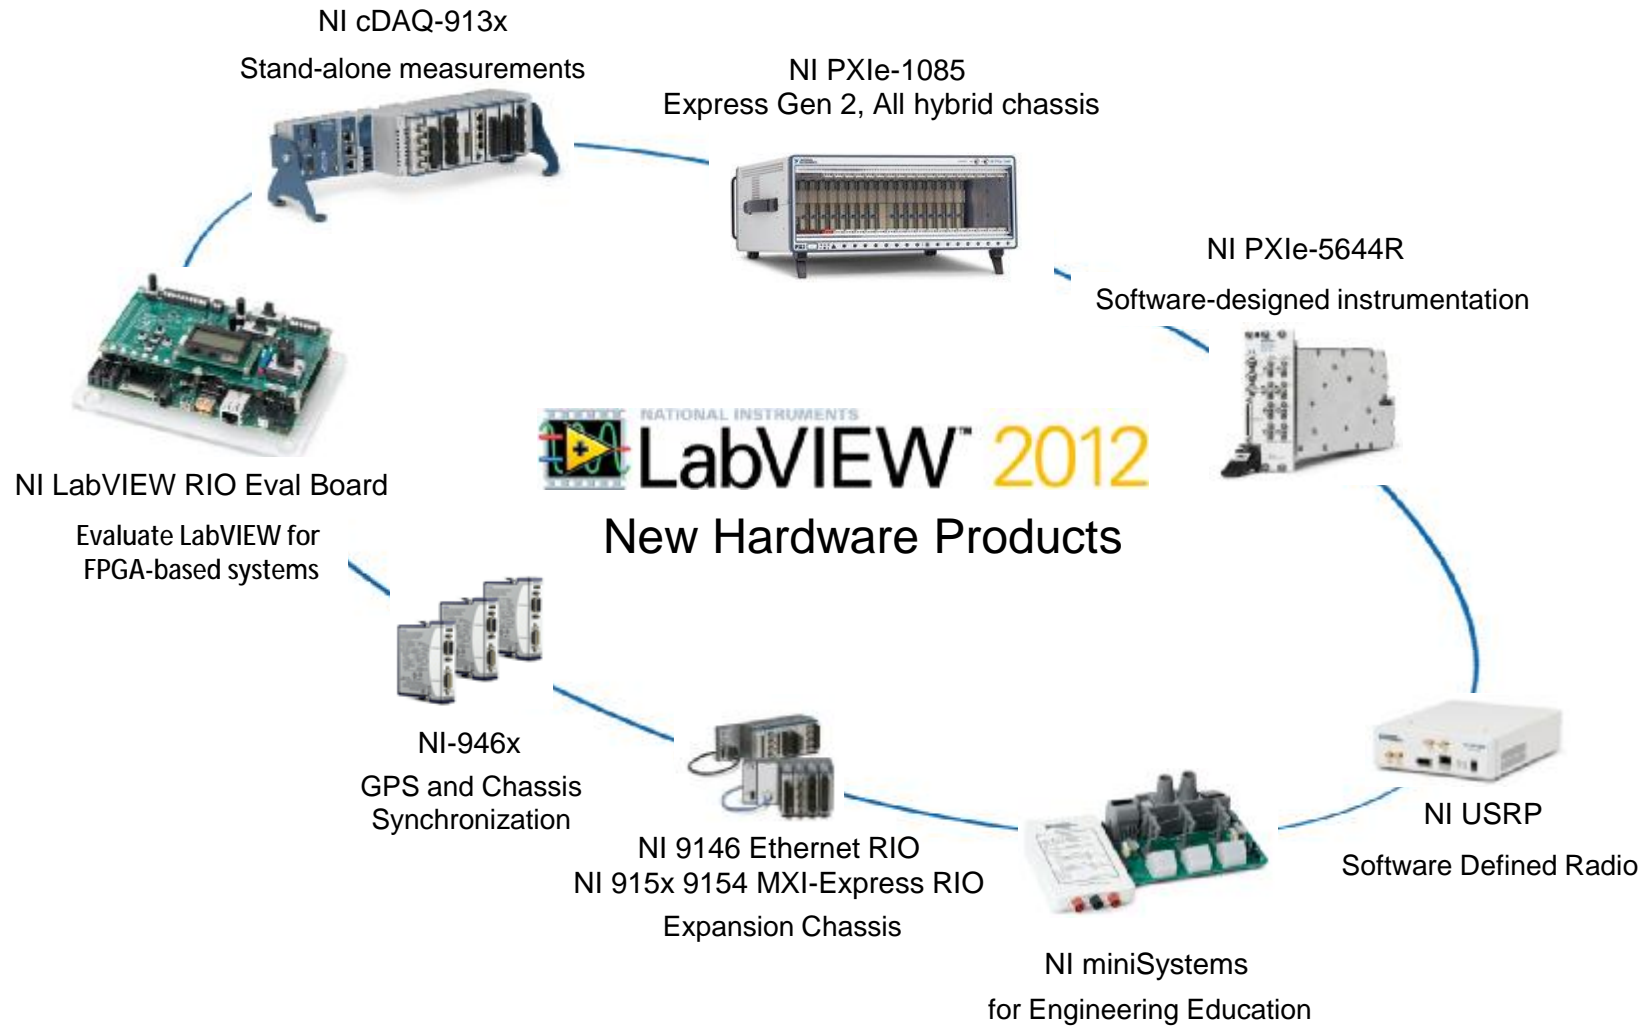 NI cDAQ-913x
Stand-alone measurements
NI PXIe-1085
Express Gen 2, All hybrid chassis
NI PXIe-5644R
Software-designed instrumentation
NATIONAL INSTRUMENTS
LabVIEW™ 2012
New Hardware Products
NI LabVIEW RIO Eval Board
Evaluate LabVIEW for
FPGA-based systems
NI-946x
GPS and Chassis
Synchronization
NI 9146 Ethernet RIO
NI 915x 9154 MXI-Express RIO
Expansion Chassis
NI miniSystems
for Engineering Education
NI USRP
Software Defined Radio